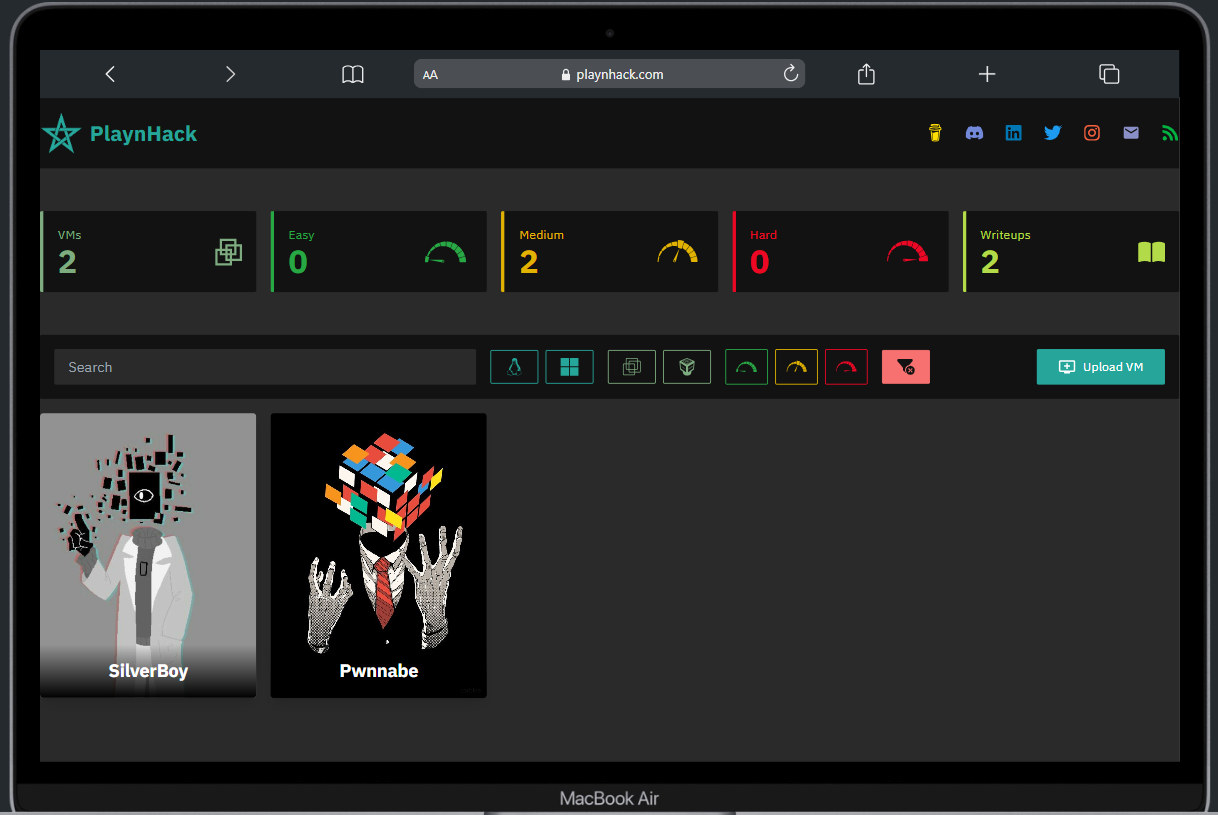 AA
playnhack.com
PlaynHack
VMs
2
Easy
0
Medium
2
Hard
0
Writeups
2
Search
Upload VM
SilverBoy
Pwnnabe
MacBook Air